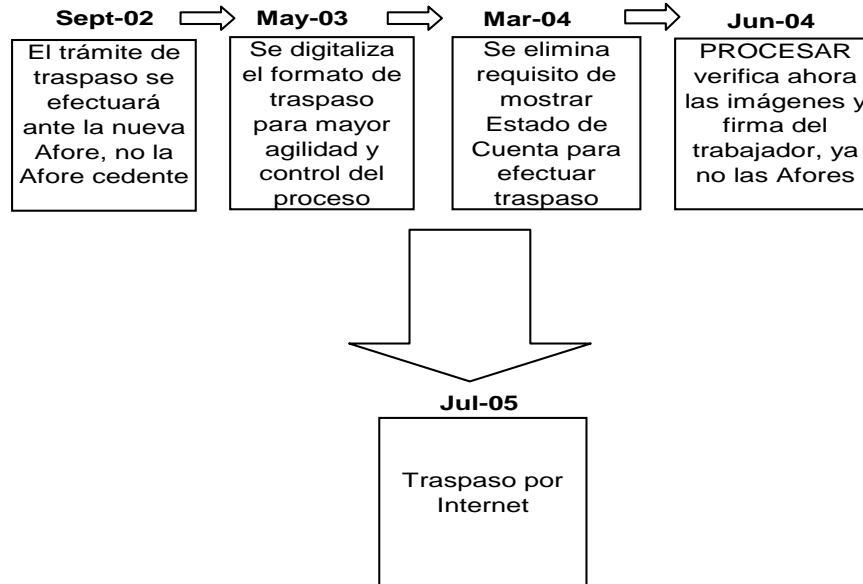 Sept-02
May-03
Mar-04
Jun-04
El trámite de
traspaso se
efectuará
ante la nueva
Afore, no la
Afore cedente
Se digitaliza
el formato de
traspaso
para mayor
agilidad y
control del
proceso
Se elimina
requisito de
mostrar
Estado de
Cuenta para
efectuar
traspaso
PROCESAR
verifica ahora
las imágenes y
firma del
trabajador, ya
no las Afores
Jul-05
Traspaso por
Internet